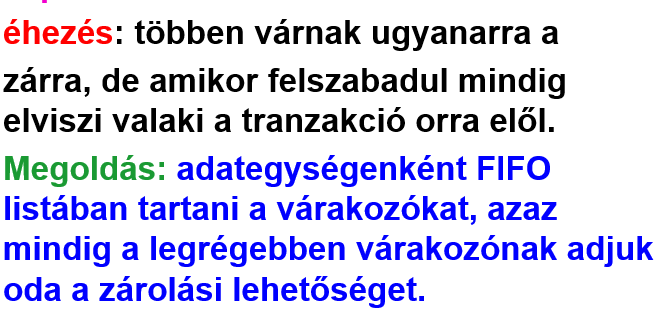 éhezés: többen várnak ugyanarra a
zárra, de amikor felszabadul mindig
elviszi valaki a tranzakció orra elől.
Megoldás: adategységenként FIFO
listában tartani a várakozókat, azaz
mindig a legrégebben várakozónak adjuk
oda a zárolási lehetőséget.